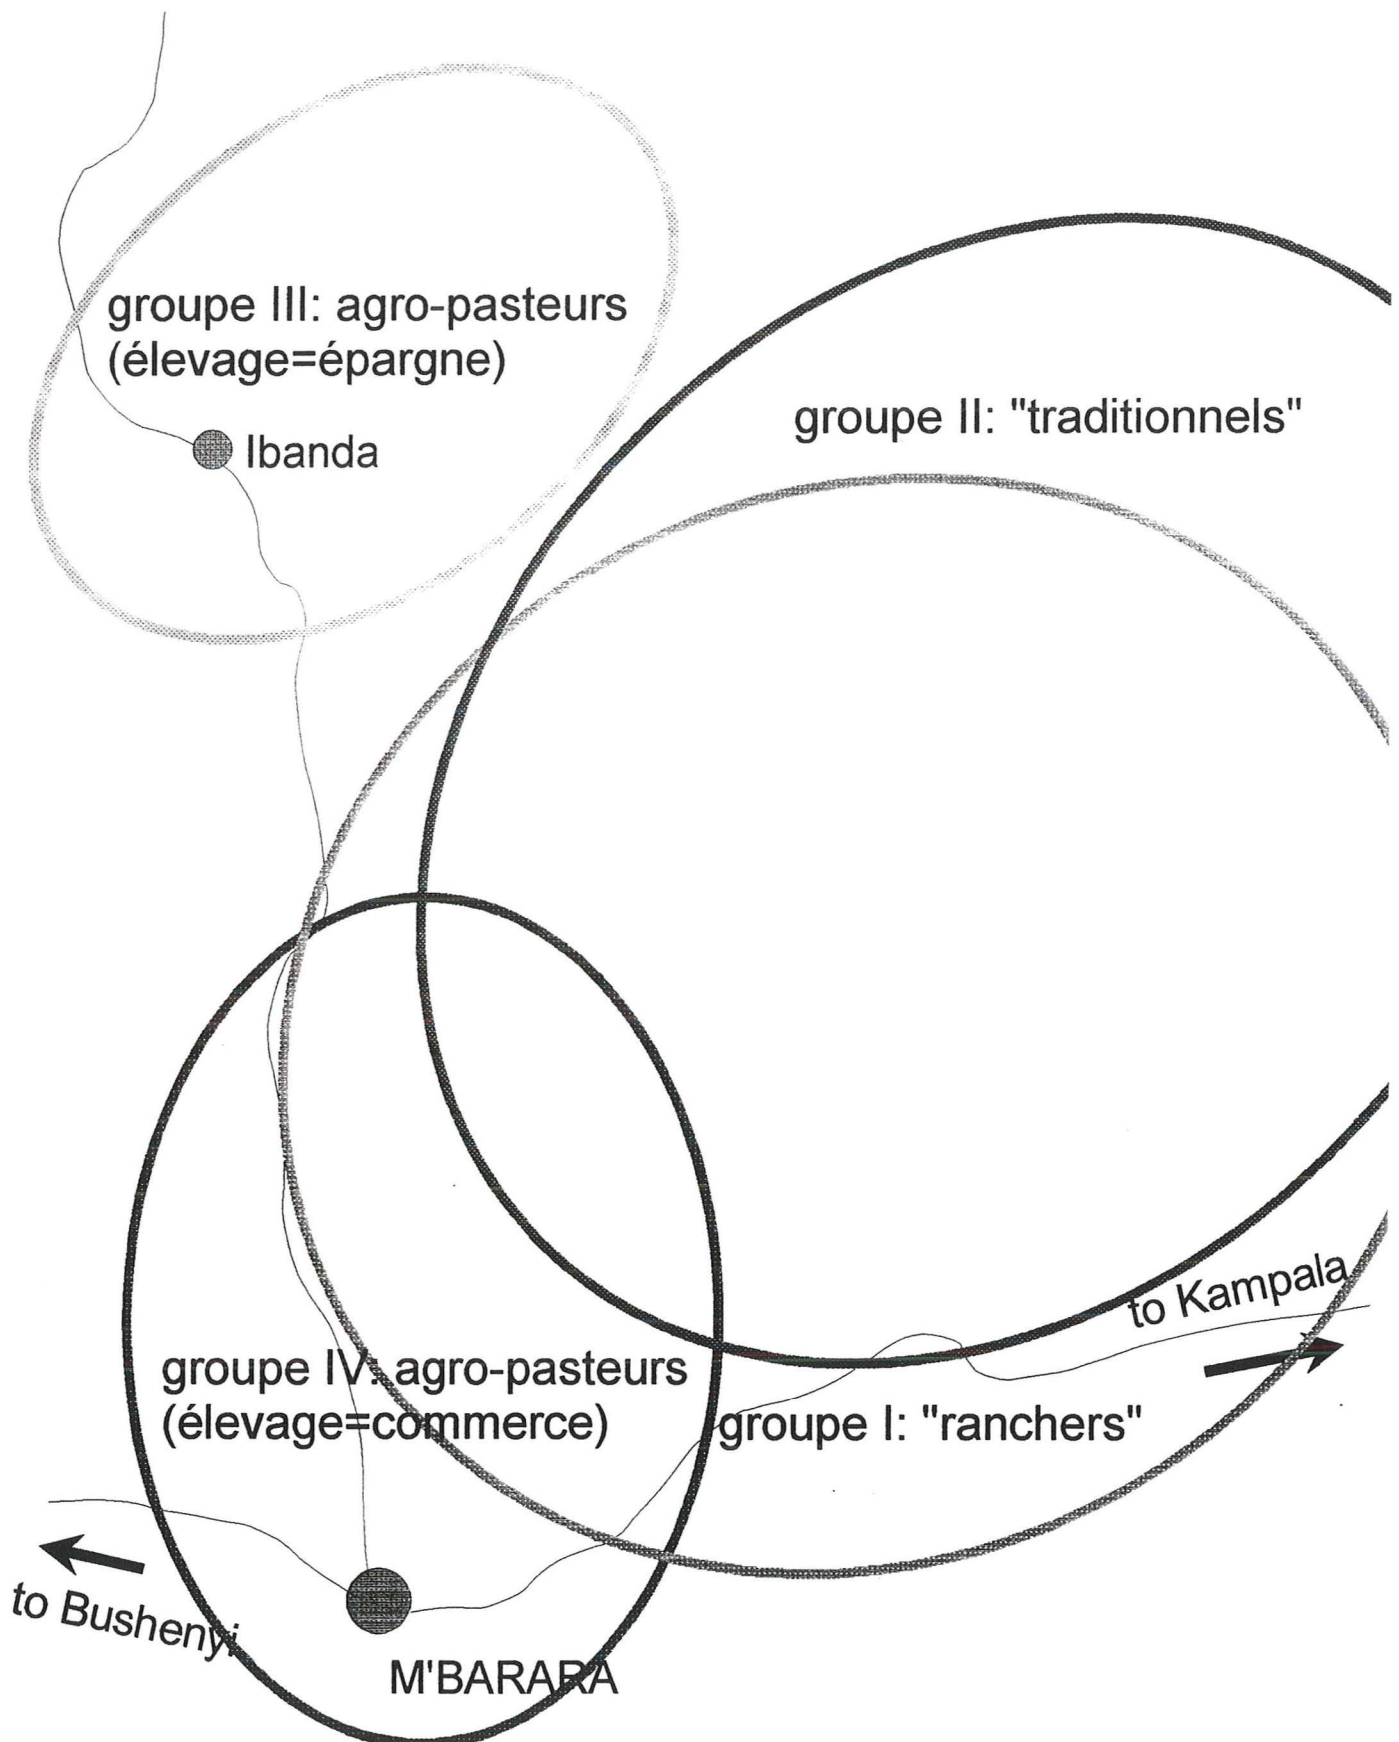 groupe III: agro-pasteurs
(élevage=épargne)
groupe II: "traditionnels"
Ibanda
to Kampala
groupe IV: agro-pasteurs
(élevage=commerce)
groupe I: "ranchers"
to Bushenyi
M'BARARA